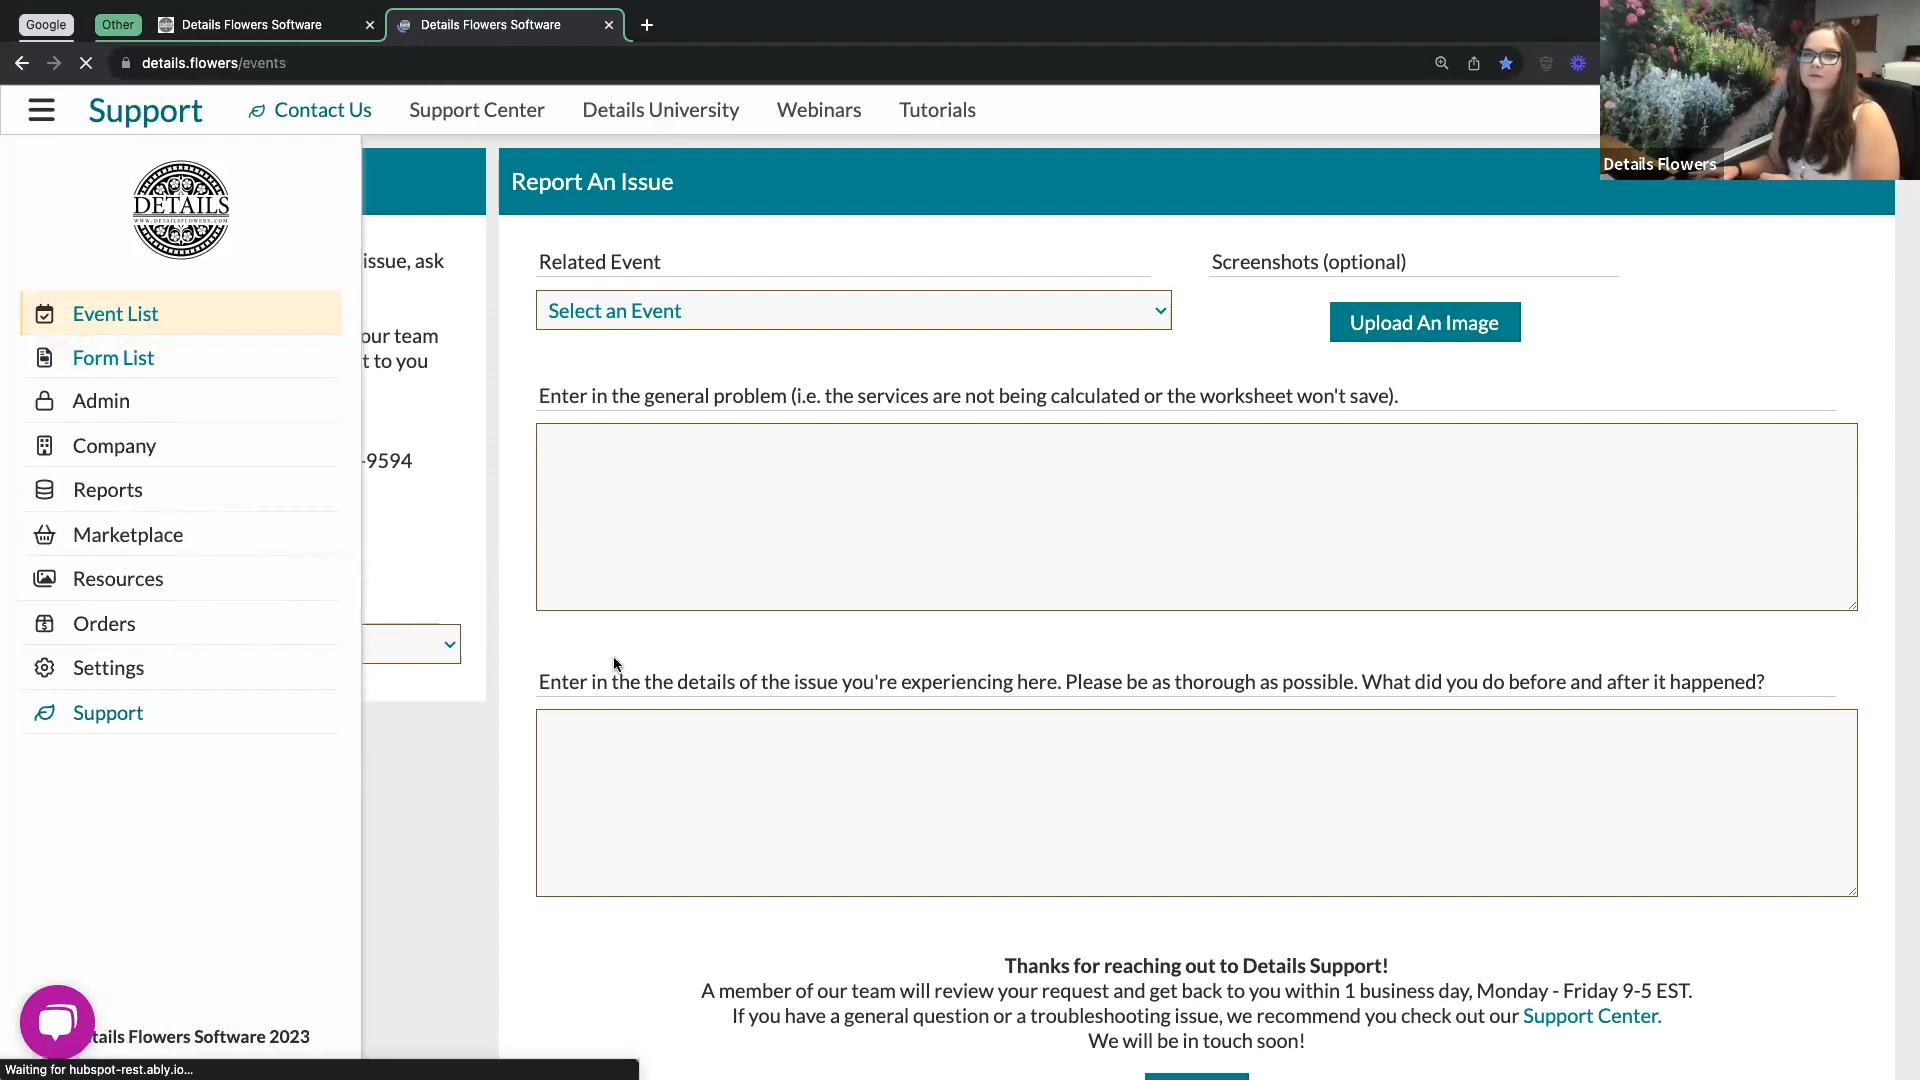 Google
Other
Details Flowers Software
Details Flowers Software
details.flowers/events
Support
Contact Us
Support Center
Details University
Webinars
Tutorials
Details Flowers
DETAILS
WWW.DETAILSFLOWERS.COM
Event List
Form List
Admin
Company
Reports
Marketplace
Resources
Orders
Settings
Support
tails Flowers Software 2023
Waiting for hubspot-rest.ably.io...
issue, ask
our team
t to you
-9594
Report An Issue
Related Event
Select an Event
Screenshots (optional)
Upload An Image
Enter in the general problem (i.e. the services are not being calculated or the worksheet won't save).
Enter in the the details of the issue you're experiencing here. Please be as thorough as possible. What did you do before and after it happened?
Thanks for reaching out to Details Support!
A member of our team will review your request and get back to you within 1 business day, Monday - Friday 9-5 EST.
If you have a general question or a troubleshooting issue, we recommend you check out our Support Center.
We will be in touch soon!